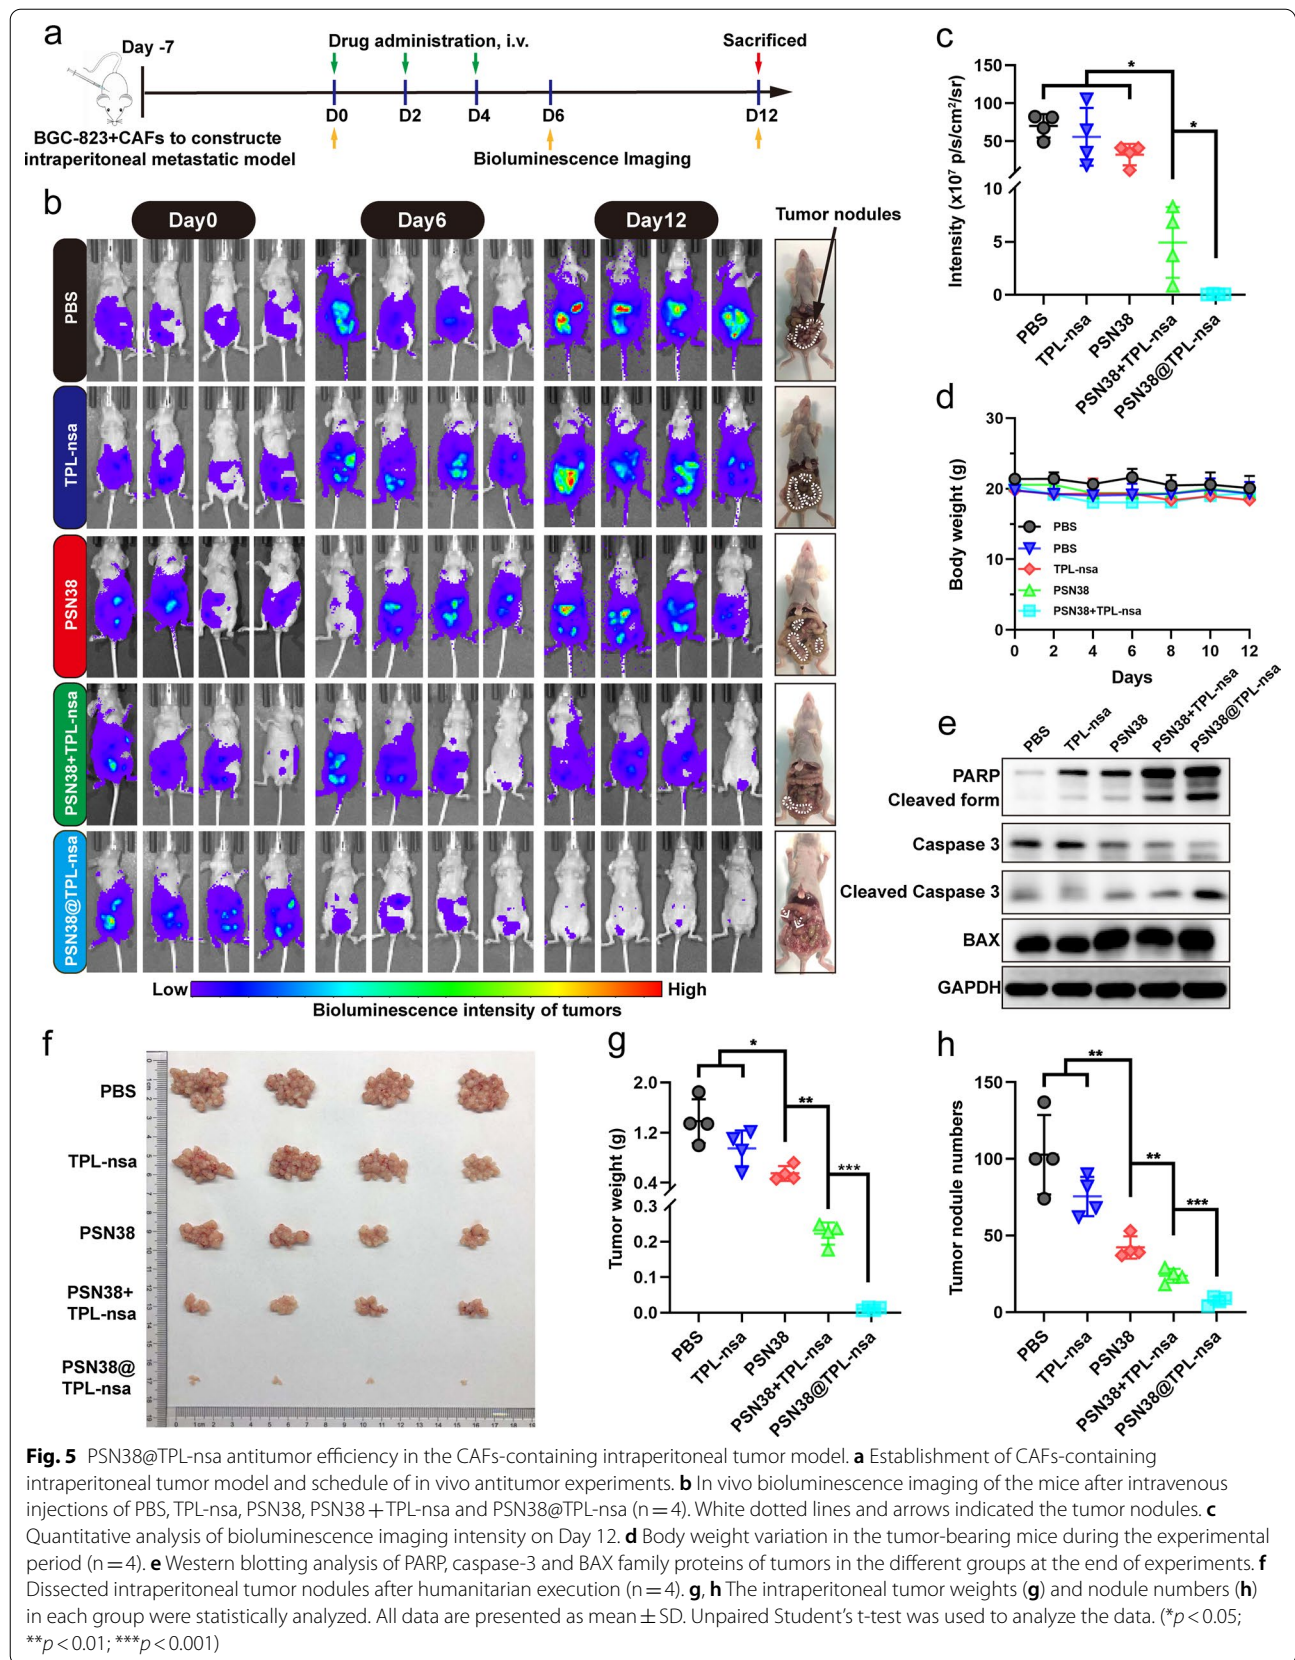 a
Day -7
Drug administration, i.v.
Sacrificed
D0
D2
D4
D6
D12
BGC-823+CAFs to constructe
intraperitoneal metastatic model
Bioluminescence Imaging
b
Day0
Day6
Day12
Tumor nodules
PBS
TPL-nsa
PSN38
PSN38+TPL-nsa
PSN38@TPL-nsa
Low
High
Bioluminescence intensity of tumors
c
Intensity (x10⁷ p/s/cm²/sr)
150
100
50
10
5
0
*
*
PBS
TPL-nsa
PSN38
PSN38+TPL-nsa
PSN38@TPL-nsa
d
Body weight (g)
30
20
10
0
PBS
PBS
TPL-nsa
PSN38
PSN38+TPL-nsa
0 2 4 6 8 10 12
Days
e
PBS
TPL-nsa
PSN38
PSN38+TPL-nsa
PSN38@TPL-nsa
PARP
Cleaved form
Caspase 3
Cleaved Caspase 3
BAX
GAPDH
f
PBS
TPL-nsa
PSN38
PSN38+
TPL-nsa
PSN38@
TPL-nsa
g
Tumor weight (g)
2.0
1.2
0.4
0.3
0.2
0.1
0.0
*
**
***
PBS
TPL-nsa
PSN38
PSN38+TPL-nsa
PSN38@TPL-nsa
h
Tumor nodule numbers
150
100
50
0
**
**
***
PBS
TPL-nsa
PSN38
PSN38+TPL-nsa
PSN38@TPL-nsa
Fig. 5 PSN38@TPL-nsa antitumor efficiency in the CAFs-containing intraperitoneal tumor model. a Establishment of CAFs-containing
intraperitoneal tumor model and schedule of in vivo antitumor experiments. b In vivo bioluminescence imaging of the mice after intravenous
injections of PBS, TPL-nsa, PSN38, PSN38 + TPL-nsa and PSN38@TPL-nsa (n = 4). White dotted lines and arrows indicated the tumor nodules. c
Quantitative analysis of bioluminescence imaging intensity on Day 12. d Body weight variation in the tumor-bearing mice during the experimental
period (n = 4). e Western blotting analysis of PARP, caspase-3 and BAX family proteins of tumors in the different groups at the end of experiments. f
Dissected intraperitoneal tumor nodules after humanitarian execution (n = 4). g, h The intraperitoneal tumor weights (g) and nodule numbers (h)
in each group were statistically analyzed. All data are presented as mean ± SD. Unpaired Student's t-test was used to analyze the data. (*p < 0.05;
**p < 0.01; ***p < 0.001)